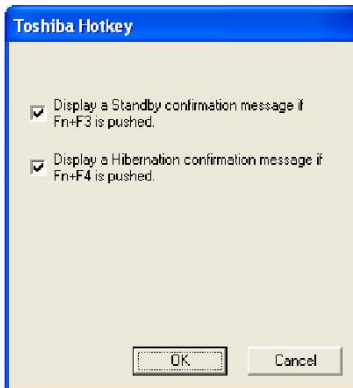 Toshiba Hotkey
Display a Standby confirmation message if
Fn+F3 is pushed.
Display a Hibernation confirmation message if
Fn+F4 is pushed.
OK
Cancel